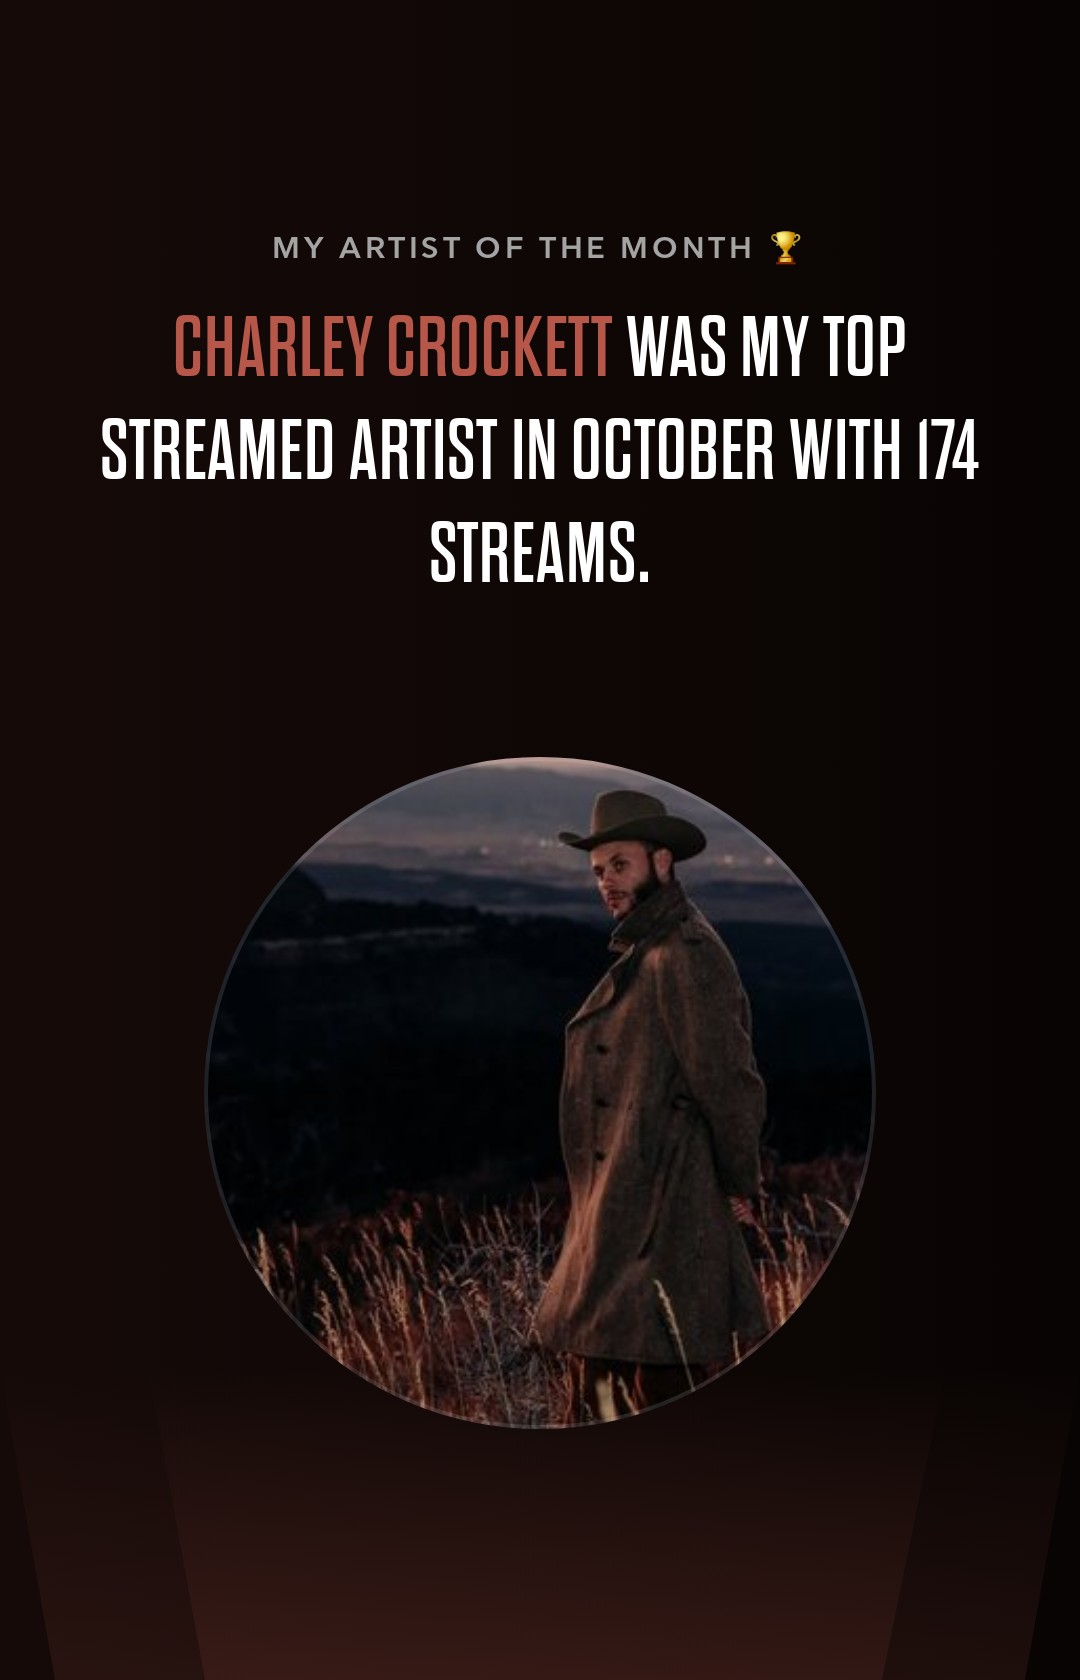 MY ARTIST OF THE MONTH 🏆
CHARLEY CROCKETT WAS MY TOP
STREAMED ARTIST IN OCTOBER WITH 174
STREAMS.